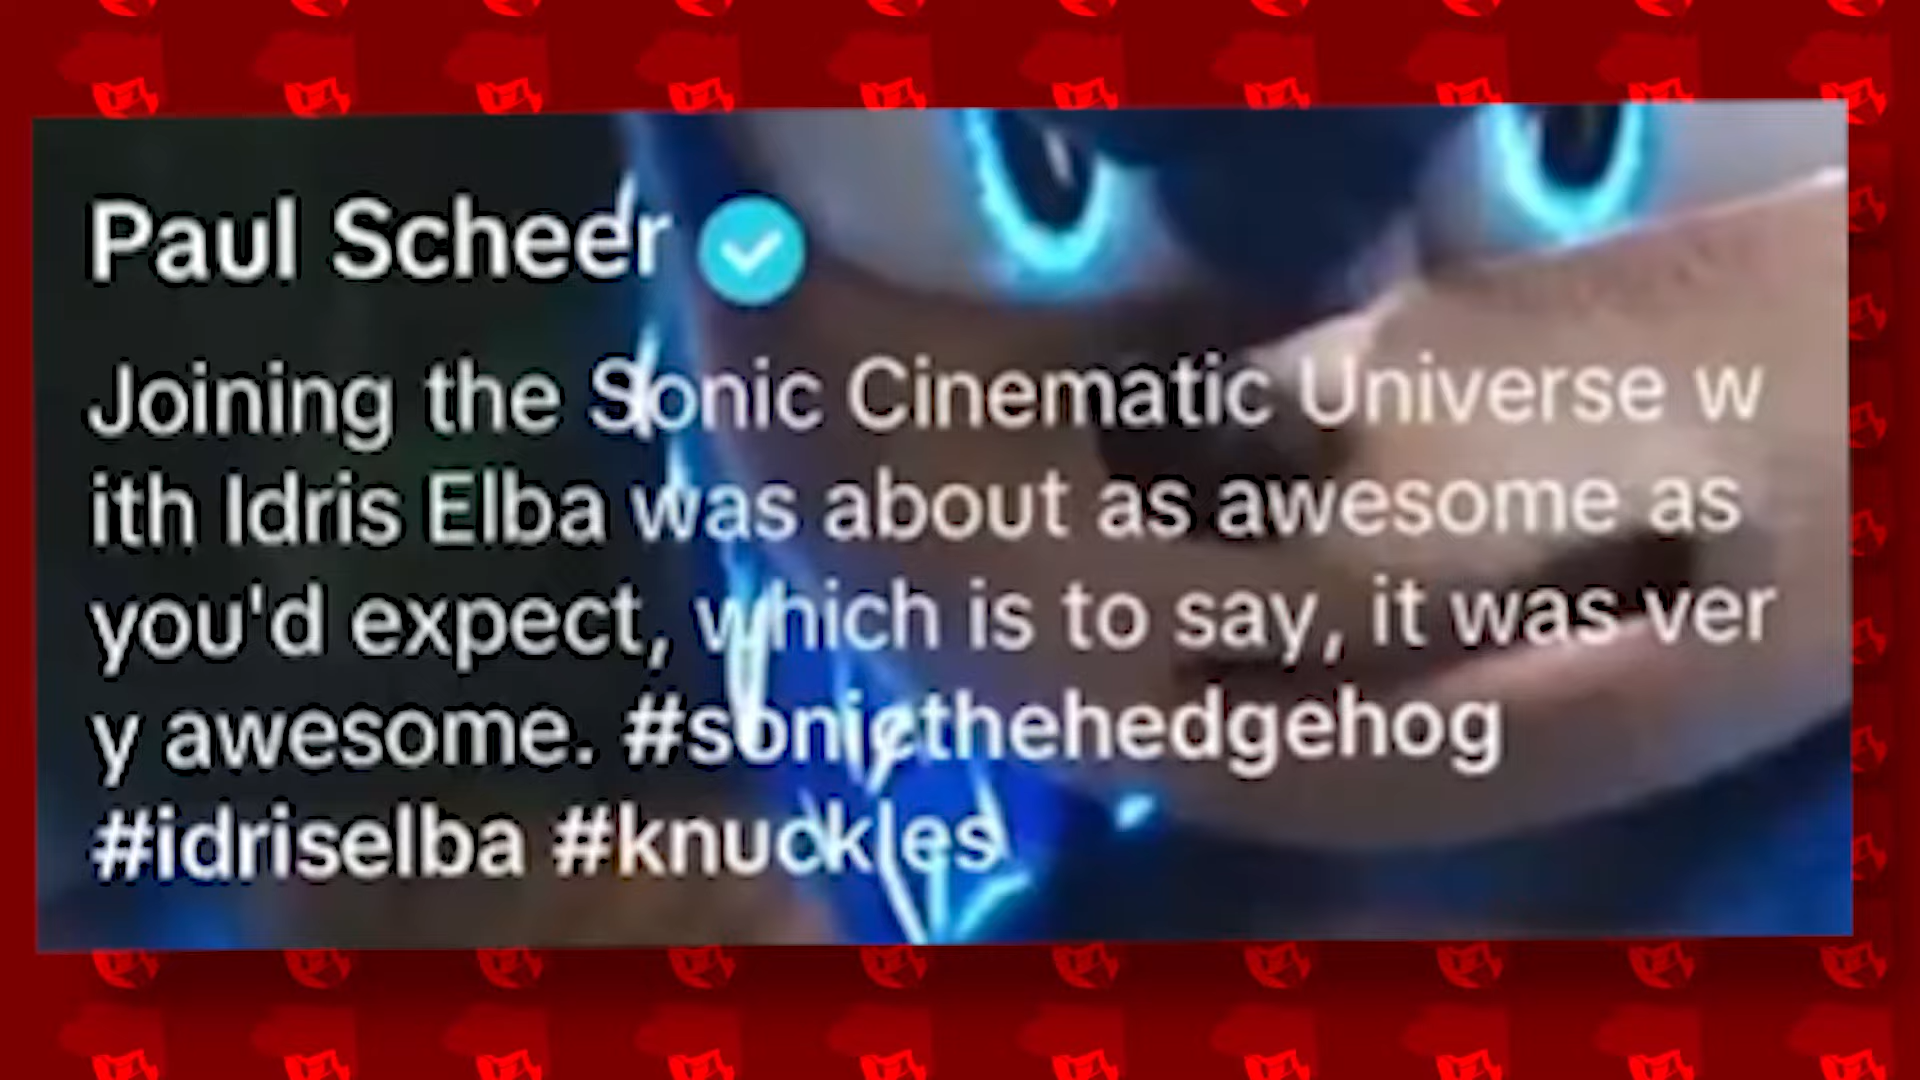 Paul Scheer
Joining the Sonic Cinematic Universe w
ith Idris Elba was about as awesome as
you'd expect, which is to say, it was ver
y awesome. #sonicthehedgehog
#idriselba #knuckles